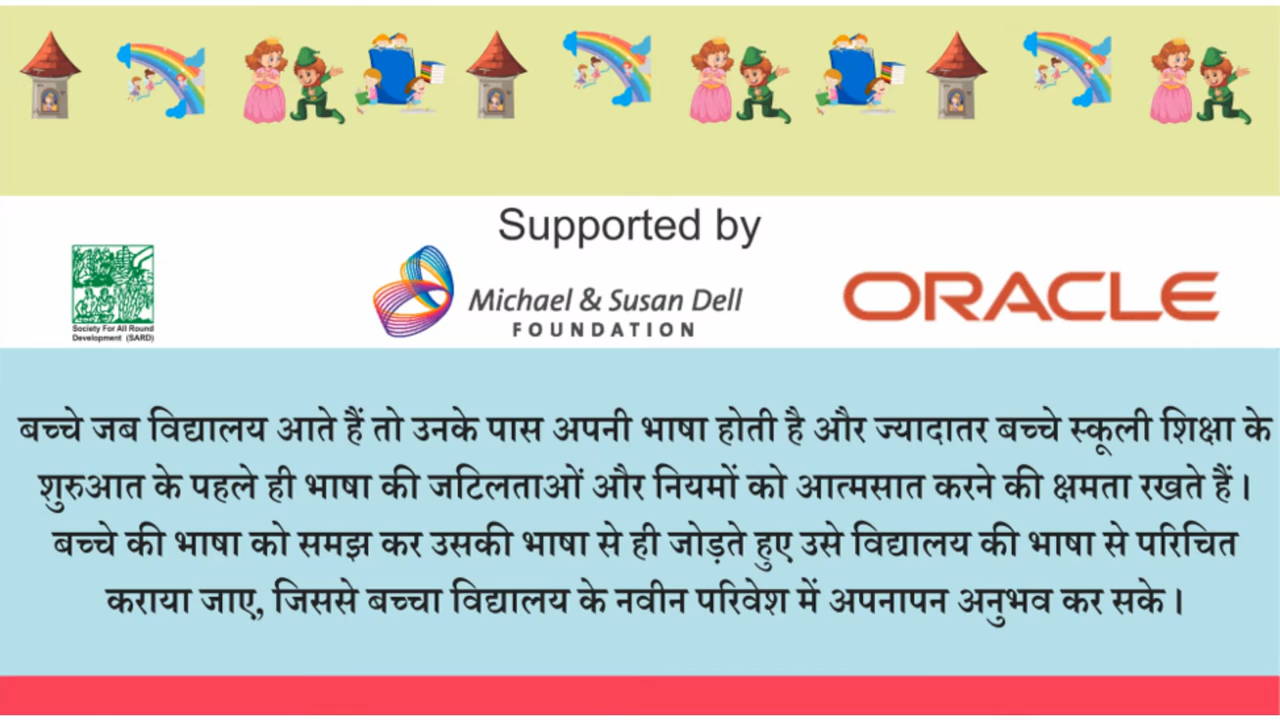 Supported by
Society For All Round
Development (SARD)
Michael & Susan Dell
FOUNDATION
ORACLE
बच्चे जब विद्यालय आते हैं तो उनके पास अपनी भाषा होती है और ज्यादातर बच्चे स्कूली शिक्षा के
शुरुआत के पहले ही भाषा की जटिलताओं और नियमों को आत्मसात करने की क्षमता रखते हैं।
बच्चे की भाषा को समझ कर उसकी भाषा से ही जोड़ते हुए उसे विद्यालय की भाषा से परिचित
कराया जाए, जिससे बच्चा विद्यालय के नवीन परिवेश में अपनापन अनुभव कर सके।